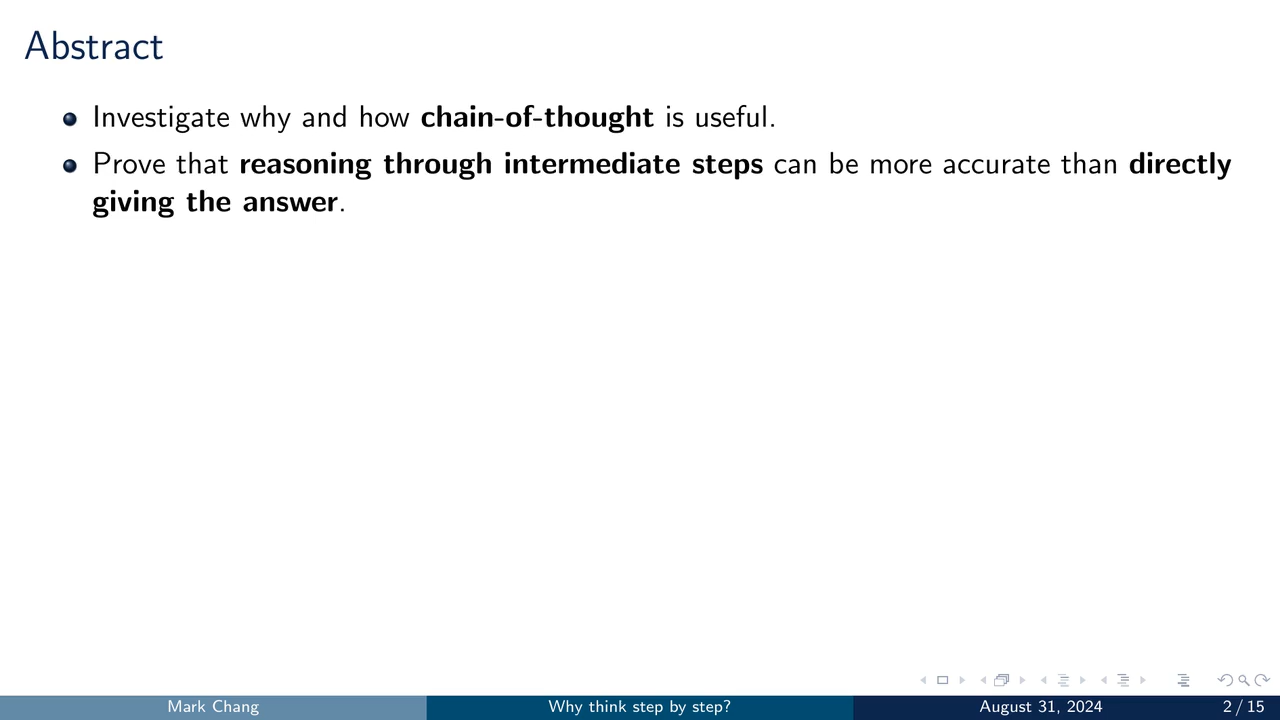 Abstract
Investigate why and how chain-of-thought is useful.
Prove that reasoning through intermediate steps can be more accurate than directly
giving the answer.
Mark Chang
Why think step by step?
August 31, 2024
2 / 15